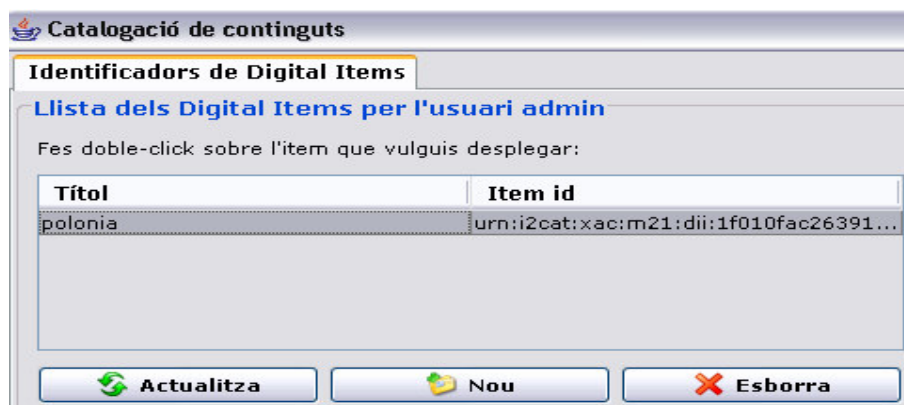 Catalogació de continguts
Identificadors de Digital Items
Llista dels Digital Items per l'usuari admin
Fes doble-click sobre l'item que vulguis desplegar:
Títol Item id
polonia urn:i2cat:xac:m21:dii:1f010fac26391...
Actualitza Nou Esborra